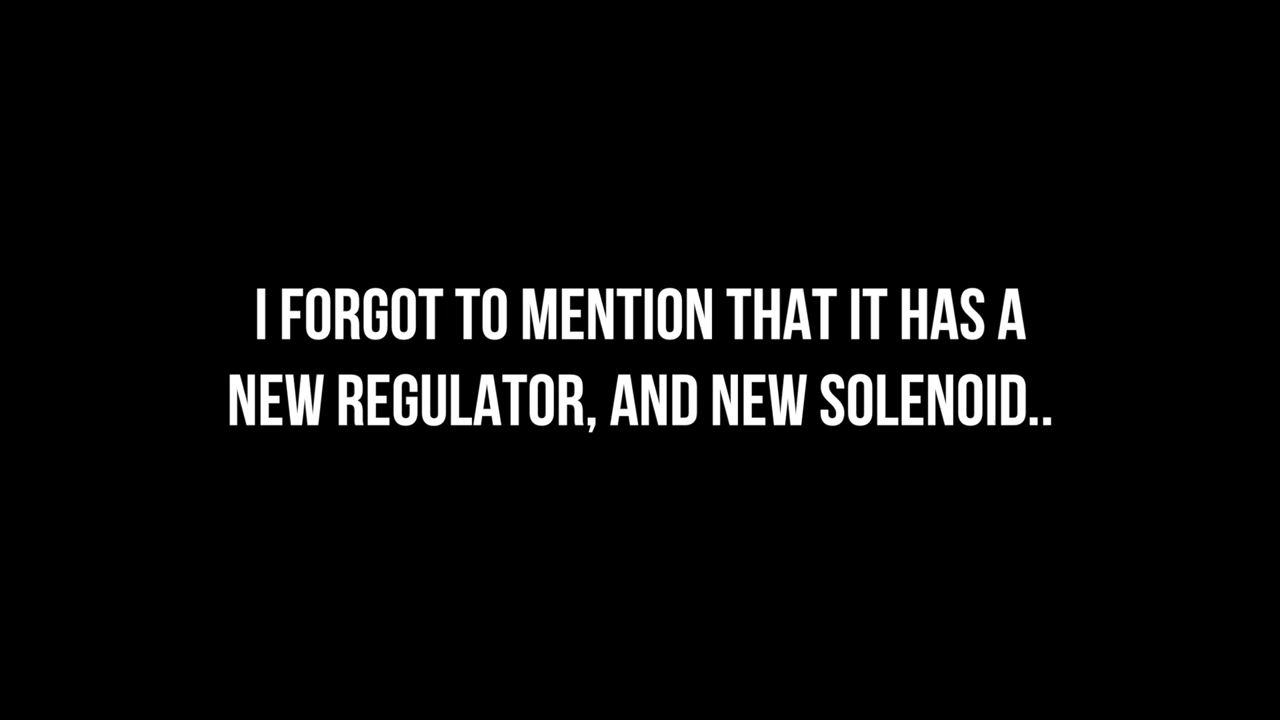 I FORGOT TO MENTION THAT IT HAS A
NEW REGULATOR, AND NEW SOLENOID..